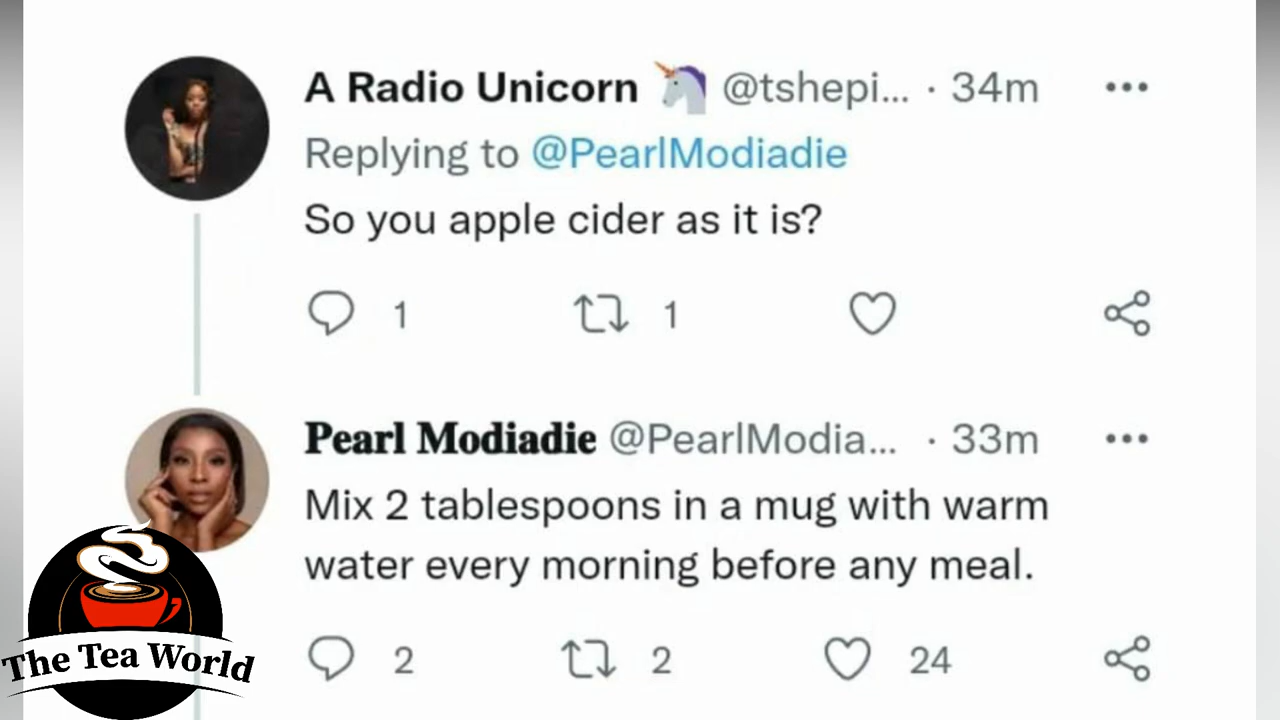 A Radio Unicorn 🦄 @tshepi... · 34m
Replying to @PearlModiadie
So you apple cider as it is?
1 1
Pearl Modiadie @PearlModia... · 33m
Mix 2 tablespoons in a mug with warm
water every morning before any meal.
2 2 24
The Tea World